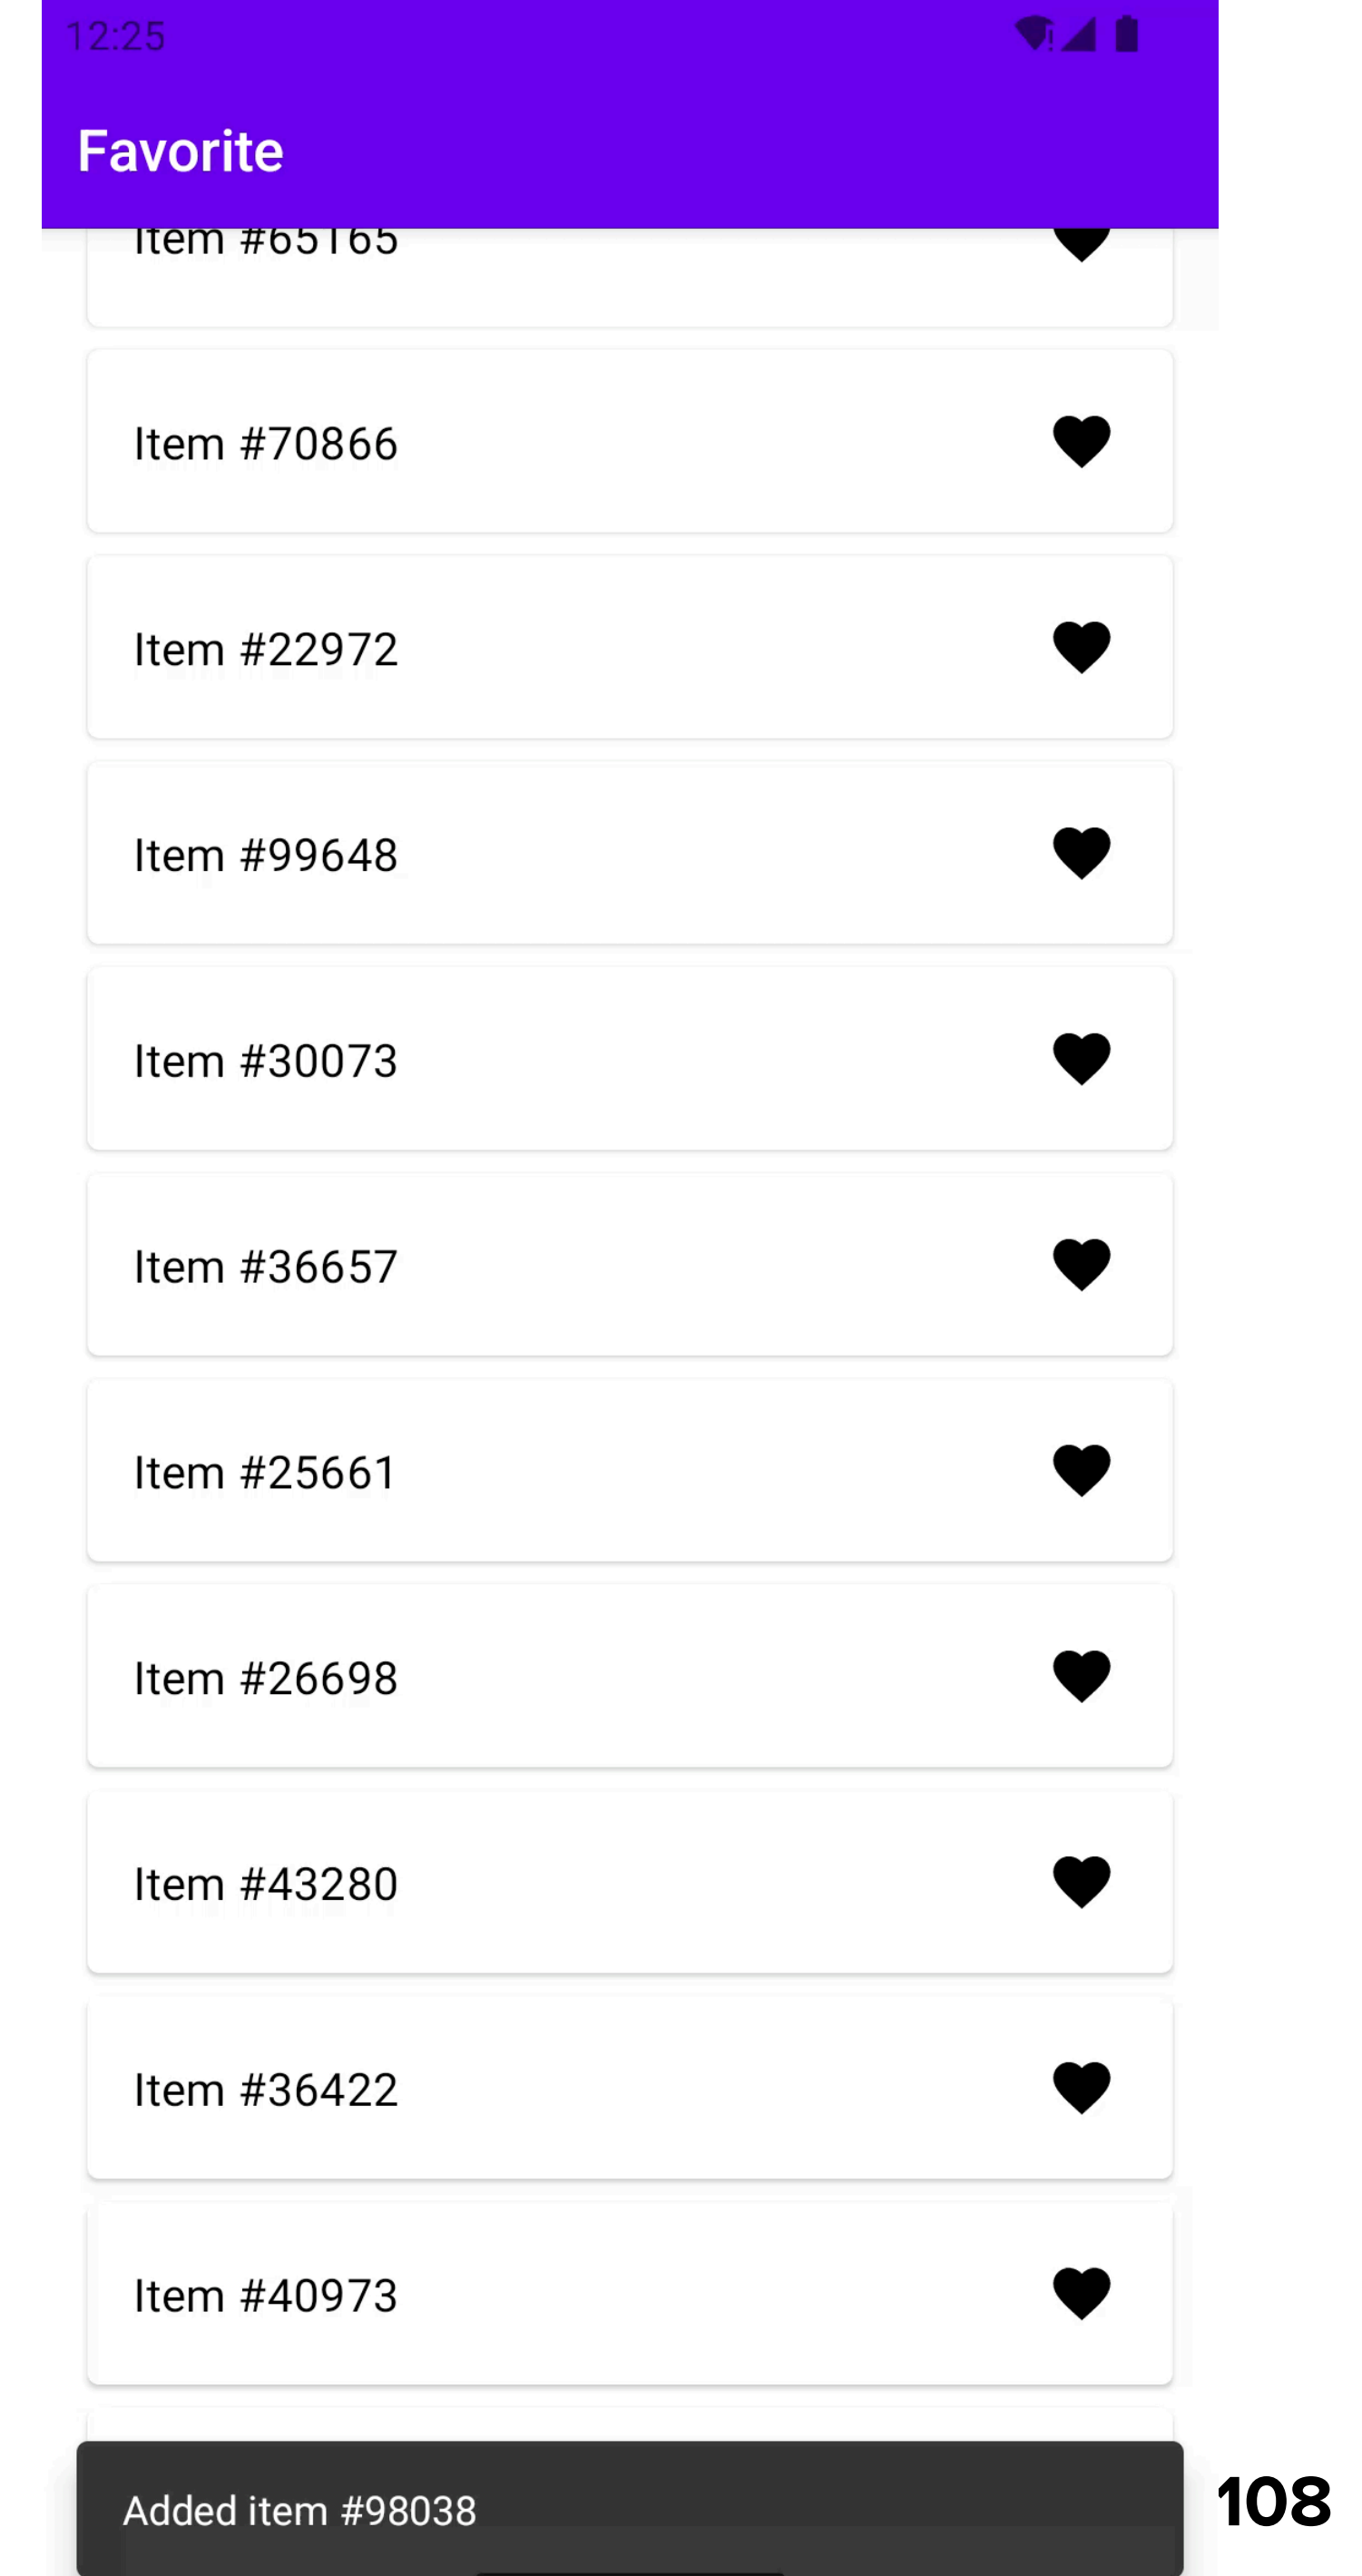 12:25
Favorite
Item #65165
Item #70866
Item #22972
Item #99648
Item #30073
Item #36657
Item #25661
Item #26698
Item #43280
Item #36422
Item #40973
Added item #98038
108